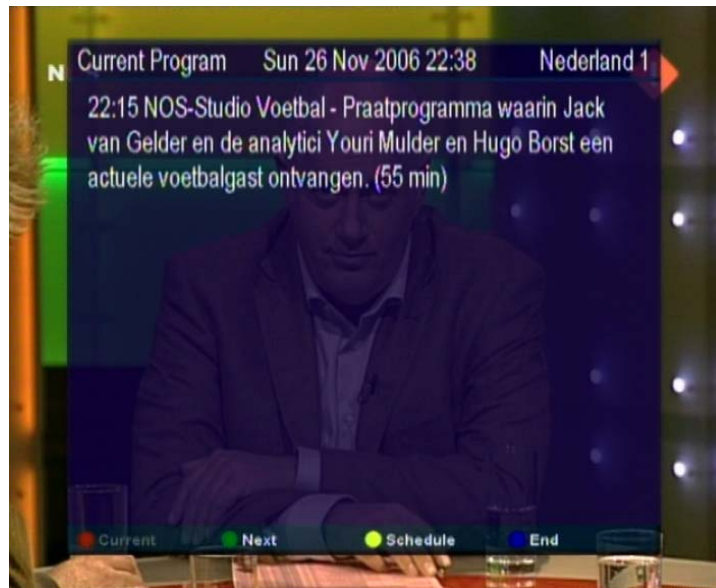 Current Program Sun 26 Nov 2006 22:38 Nederland 1
N
22:15 NOS-Studio Voetbal - Praatprogramma waarin Jack
van Gelder en de analytici Youri Mulder en Hugo Borst een
actuele voetbalgast ontvangen. (55 min)
Current Next Schedule End